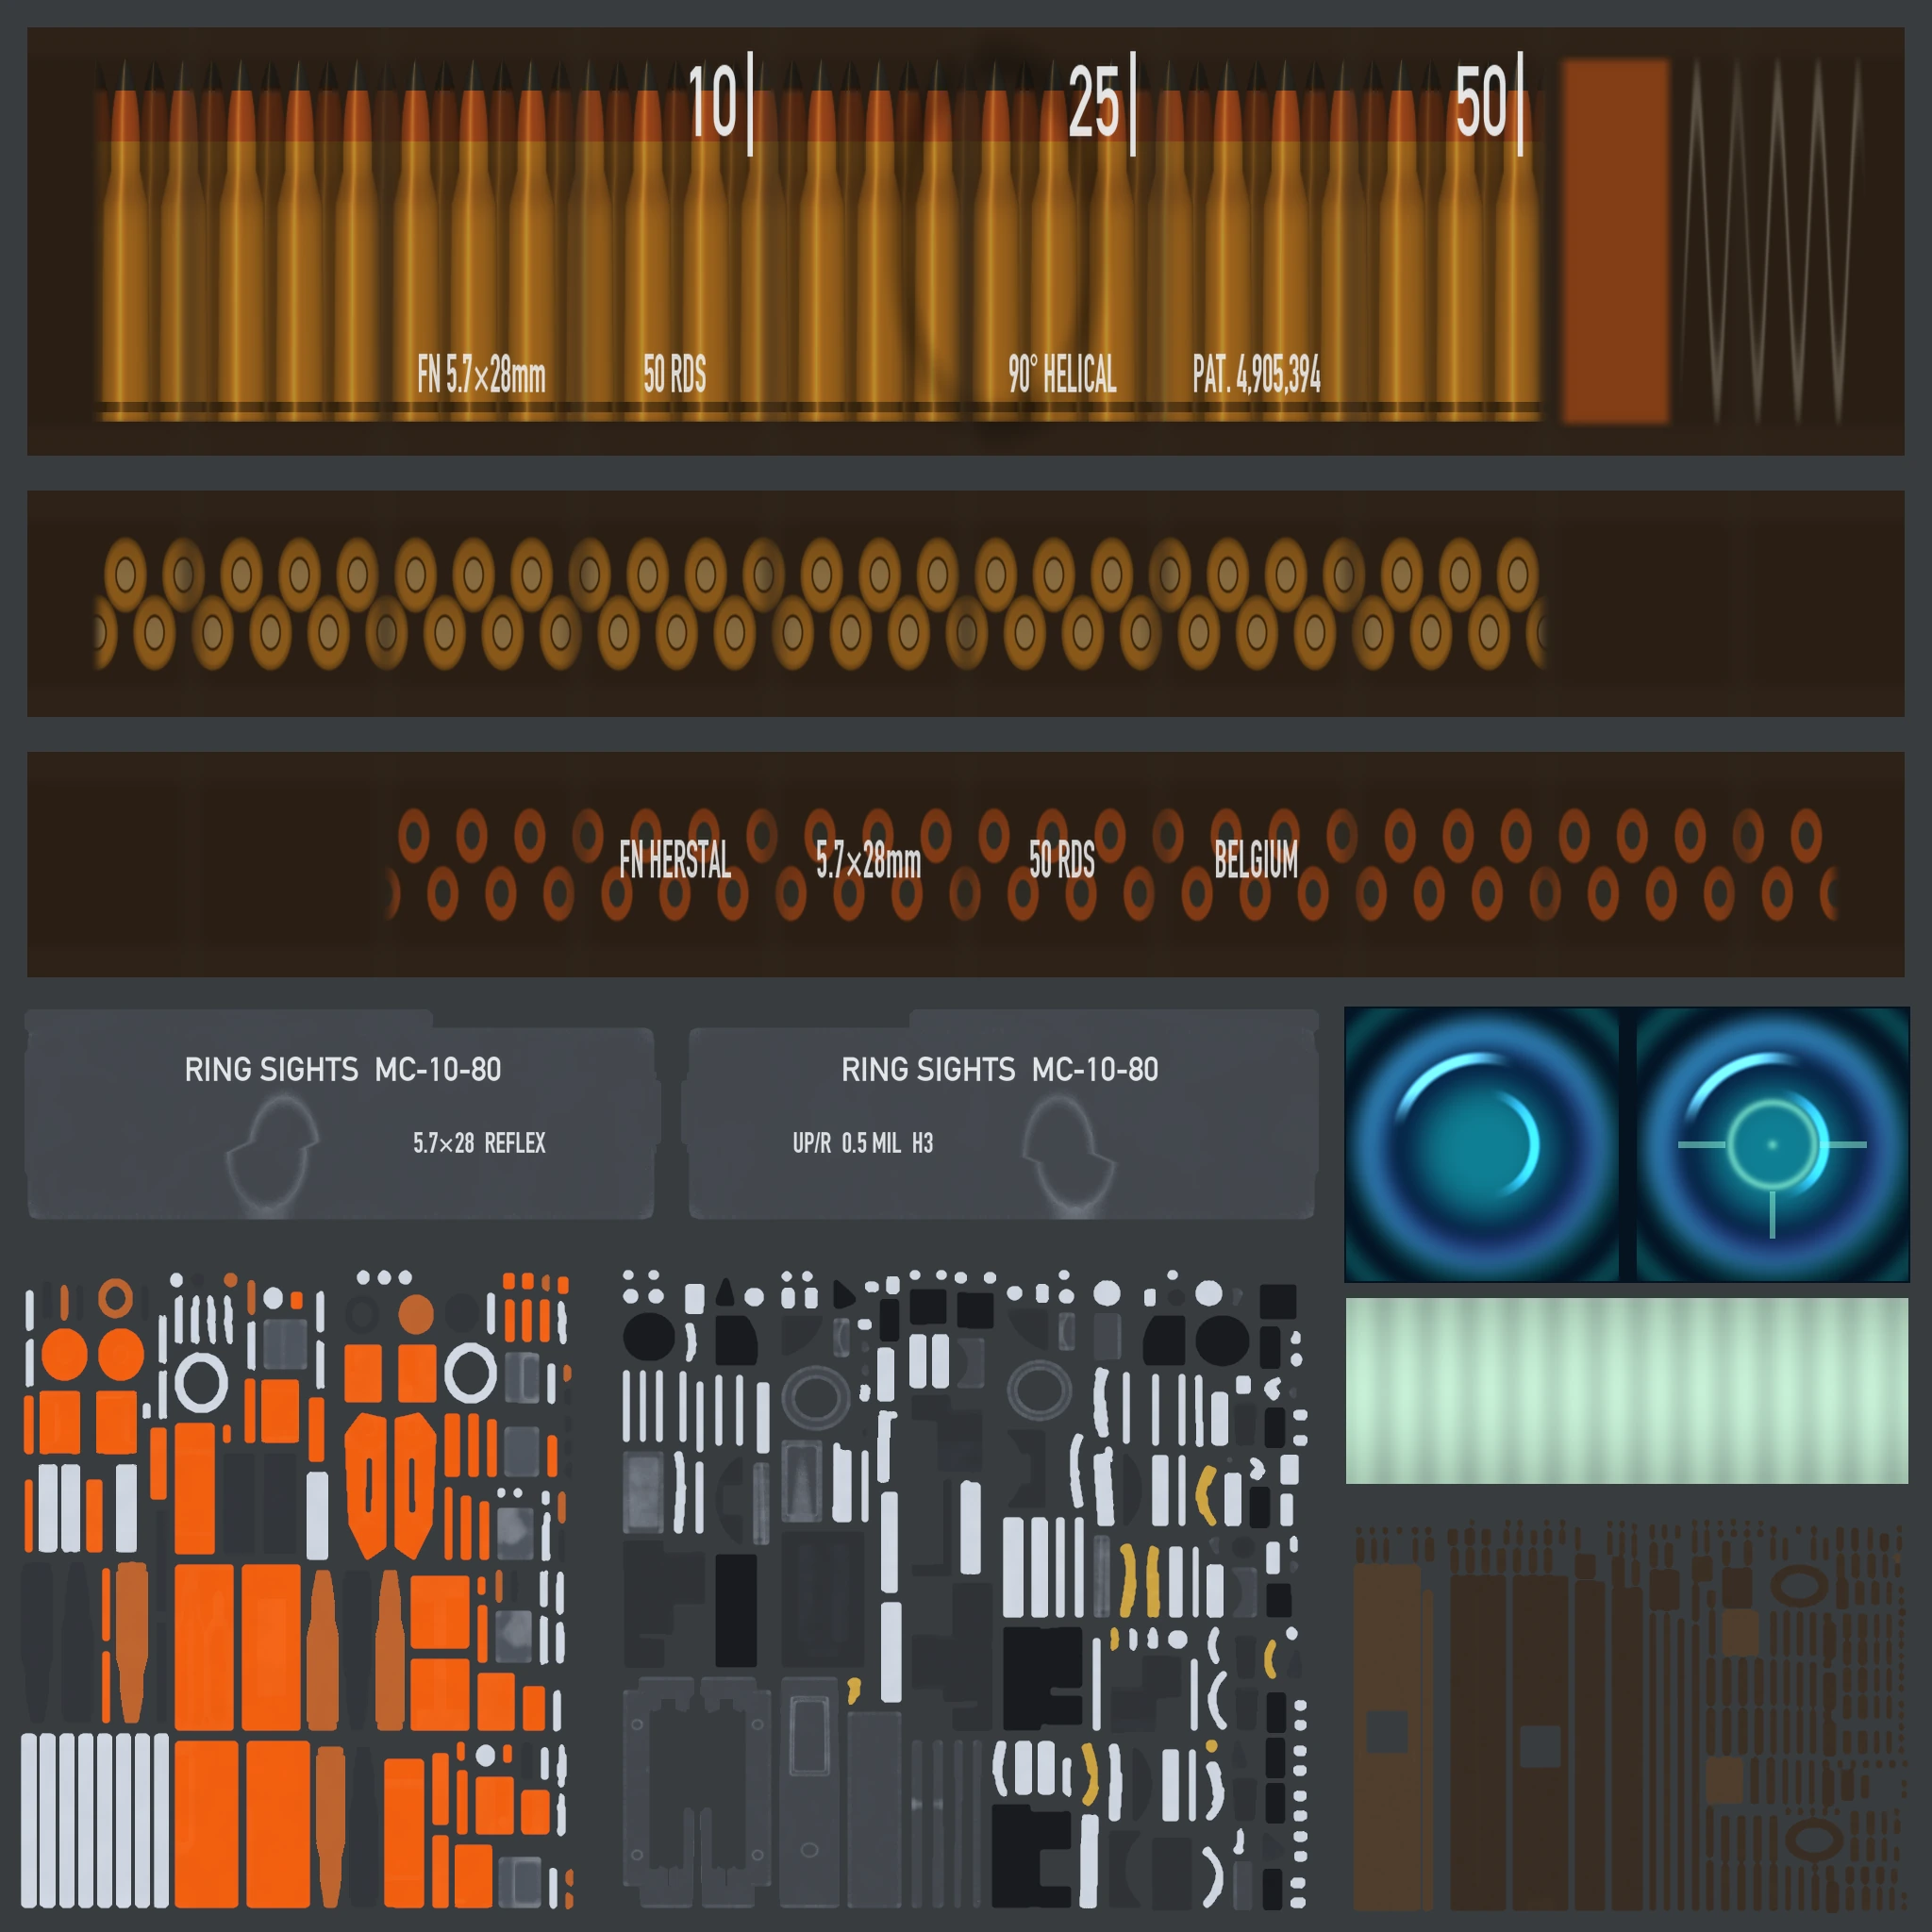 10 25 50
FN 5.7×28mm 50 RDS 90° HELICAL PAT. 4,905,394
FN HERSTAL 5.7×28mm 50 RDS BELGIUM
RING SIGHTS MC-10-80
5.7×28 REFLEX
RING SIGHTS MC-10-80
UP/R 0.5 MIL H3